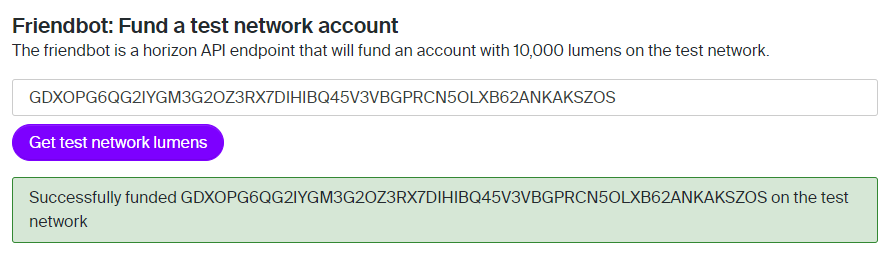 Friendbot: Fund a test network account
The friendbot is a horizon API endpoint that will fund an account with 10,000 lumens on the test network.
GDXOPG6QG2IYGM3G2OZ3RX7DIHIBQ45V3VBGPRCN5OLXB62ANKAKSZOS
Get test network lumens
Successfully funded GDXOPG6QG2IYGM3G2OZ3RX7DIHIBQ45V3VBGPRCN5OLXB62ANKAKSZOS on the test
network